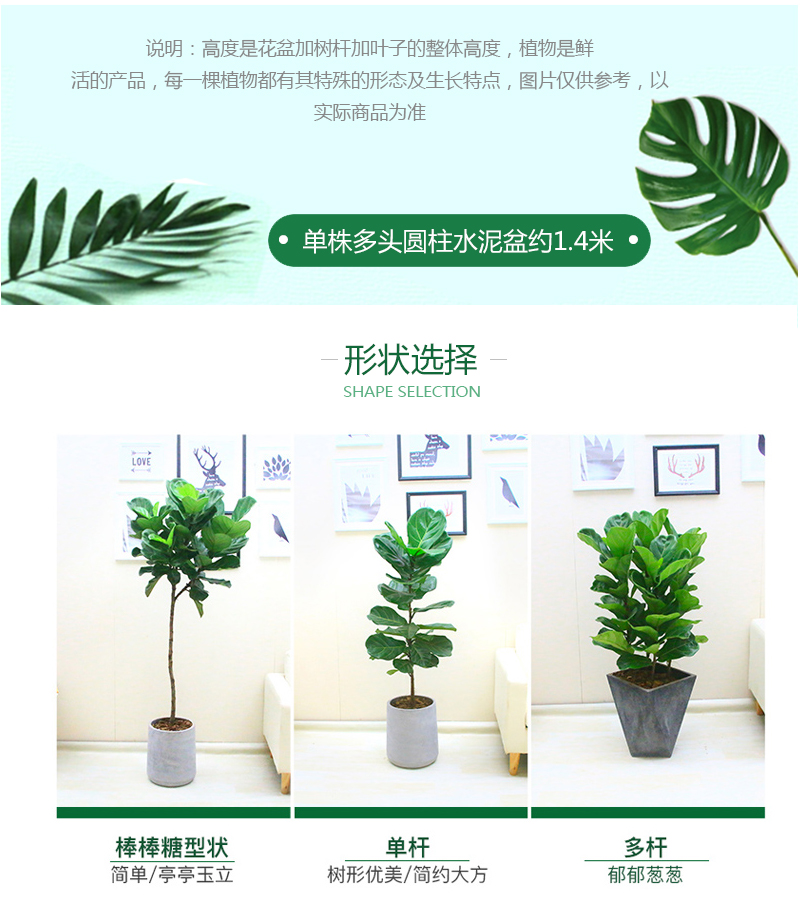 说明：高度是花盆加树杆加叶子的整体高度，植物是鲜
活的产品，每一棵植物都有其特殊的形态及生长特点，图片仅供参考，以
实际商品为准
单株多头圆柱水泥盆约1.4米
形状选择
SHAPE SELECTION
LOVE
棒棒糖型状
简单/亭亭玉立
单杆
树形优美/简约大方
多杆
郁郁葱葱